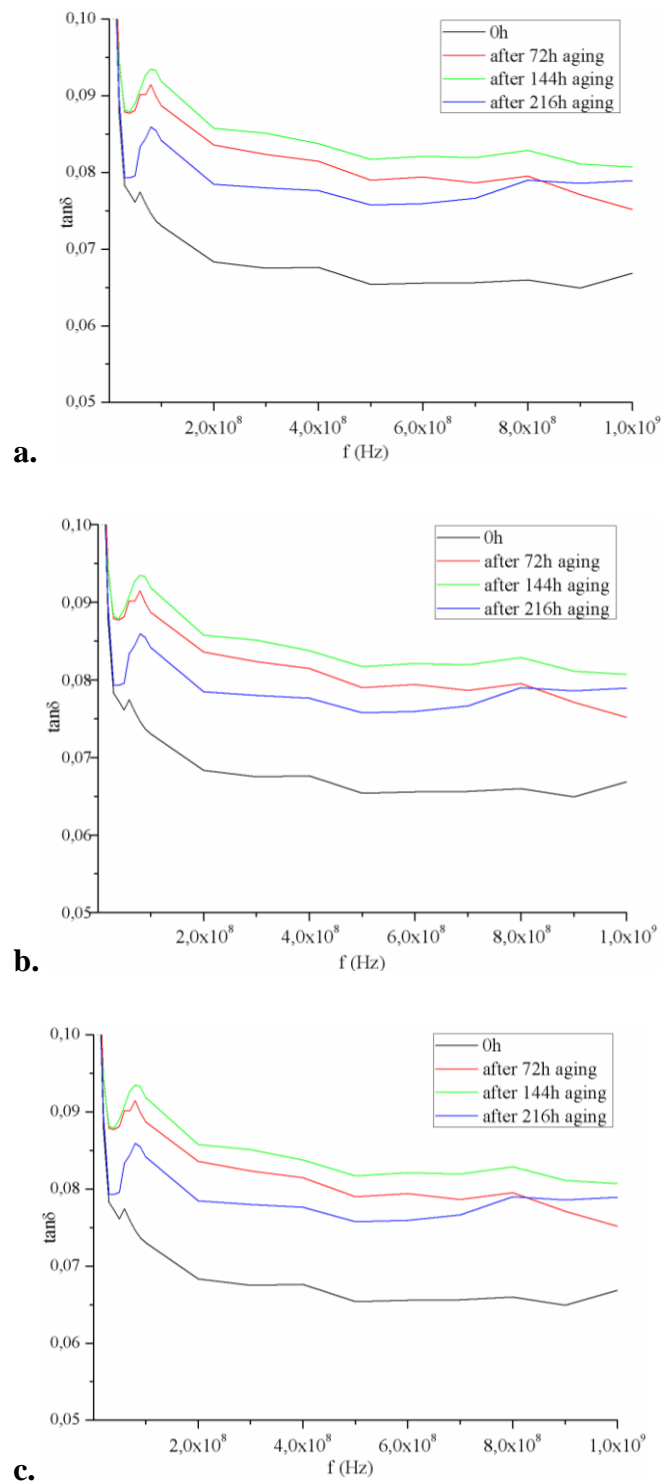 0,10
0,09
0,08
0,07
0,06
0,05
tanδ
0h
after 72h aging
after 144h aging
after 216h aging
2,0x10⁸ 4,0x10⁸ 6,0x10⁸ 8,0x10⁸ 1,0x10⁹
f (Hz)
a.
0,10
0,09
0,08
0,07
0,06
0,05
tanδ
0h
after 72h aging
after 144h aging
after 216h aging
2,0x10⁸ 4,0x10⁸ 6,0x10⁸ 8,0x10⁸ 1,0x10⁹
f (Hz)
b.
0,10
0,09
0,08
0,07
0,06
0,05
tanδ
0h
after 72h aging
after 144h aging
after 216h aging
2,0x10⁸ 4,0x10⁸ 6,0x10⁸ 8,0x10⁸ 1,0x10⁹
f (Hz)
c.